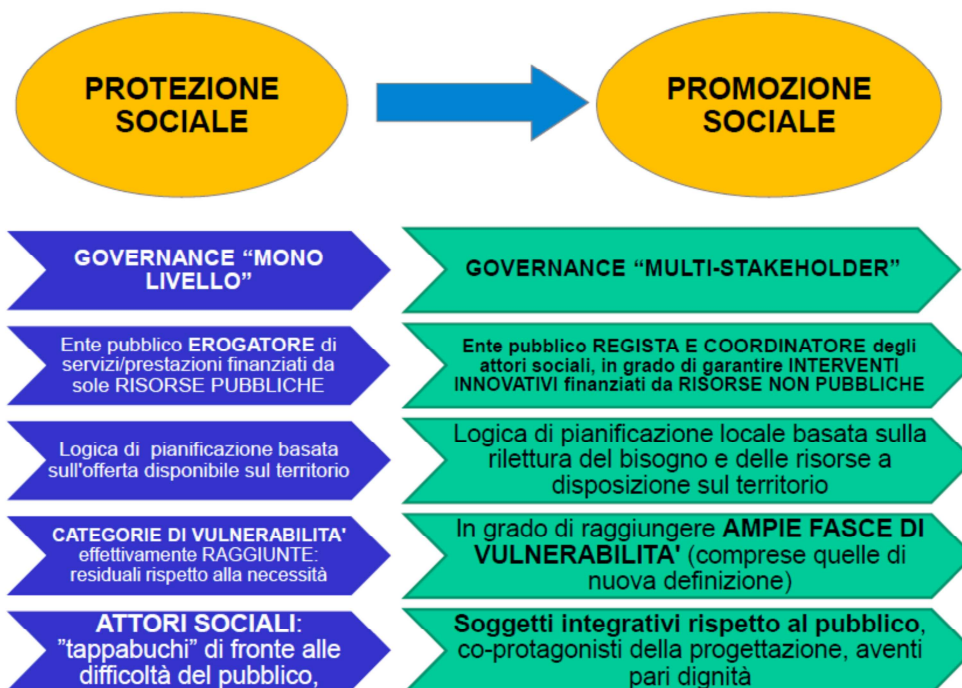 PROTEZIONE
SOCIALE
PROMOZIONE
SOCIALE
GOVERNANCE “MONO
LIVELLO”
GOVERNANCE “MULTI-STAKEHOLDER”
Ente pubblico EROGATORE di
servizi/prestazioni finanziati da
sole RISORSE PUBBLICHE
Ente pubblico REGISTA E COORDINATORE degli
attori sociali, in grado di garantire INTERVENTI
INNOVATIVI finanziati da RISORSE NON PUBBLICHE
Logica di pianificazione basata
sull'offerta disponibile sul territorio
Logica di pianificazione locale basata sulla
rilettura del bisogno e delle risorse a
disposizione sul territorio
CATEGORIE DI VULNERABILITA'
effettivamente RAGGIUNTE:
residuali rispetto alla necessità
In grado di raggiungere AMPIE FASCE DI
VULNERABILITA' (comprese quelle di
nuova definizione)
ATTORI SOCIALI:
”tappabuchi” di fronte alle
difficoltà del pubblico,
Soggetti integrativi rispetto al pubblico,
co-protagonisti della progettazione, aventi
pari dignità